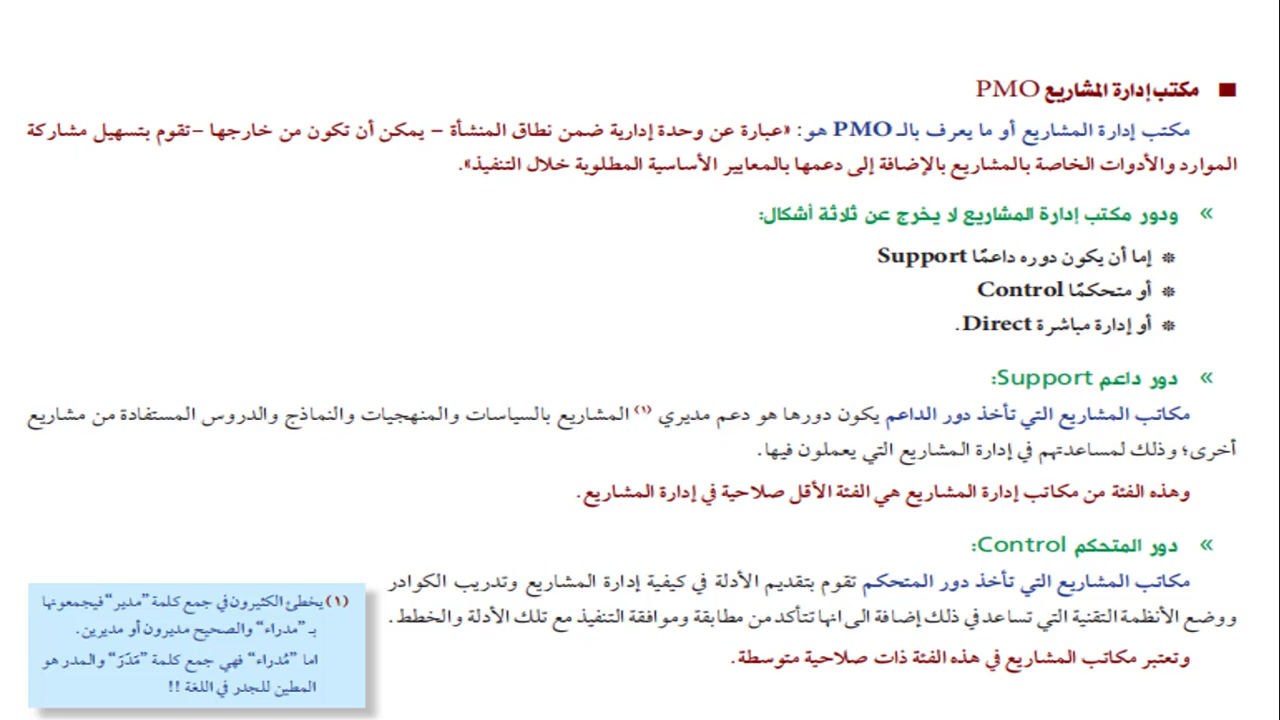 ■ مكتب إدارة المشاريع PMO
مكتب إدارة المشاريع أو ما يعرف بالـ PMO هو: «عبارة عن وحدة إدارية ضمن نطاق المنشأة – يمكن أن تكون من خارجها –تقوم بتسهيل مشاركة
الموارد والأدوات الخاصة بالمشاريع بالإضافة إلى دعمها بالمعايير الأساسية المطلوبة خلال التنفيذ».
» ودور مكتب إدارة المشاريع لا يخرج عن ثلاثة أشكال:
* إما أن يكون دوره داعمًا Support
* أو متحكمًا Control
* أو إدارة مباشرة Direct.
» دور داعم Support:
مكاتب المشاريع التي تأخذ دور الداعم يكون دورها هو دعم مديري (١) المشاريع بالسياسات والمنهجيات والنماذج والدروس المستفادة من مشاريع
أخرى؛ وذلك لمساعدتهم في إدارة المشاريع التي يعملون فيها.
وهذه الفئة من مكاتب إدارة المشاريع هي الفئة الأقل صلاحية في إدارة المشاريع.
» دور المتحكم Control:
مكاتب المشاريع التي تأخذ دور المتحكم تقوم بتقديم الأدلة في كيفية إدارة المشاريع وتدريب الكوادر
ووضع الأنظمة التقنية التي تساعد في ذلك إضافة الى انها تتأكد من مطابقة وموافقة التنفيذ مع تلك الأدلة والخطط.
وتعتبر مكاتب المشاريع في هذه الفئة ذات صلاحية متوسطة.
(١) يخطئ الكثيرون في جمع كلمة "مدير" فيجمعونها
بـ "مدراء" والصحيح مديرون أو مديرين.
اما "مُدراء" فهي جمع كلمة "مَدَرَ" والمدر هو
المطين للجدر في اللغة !!